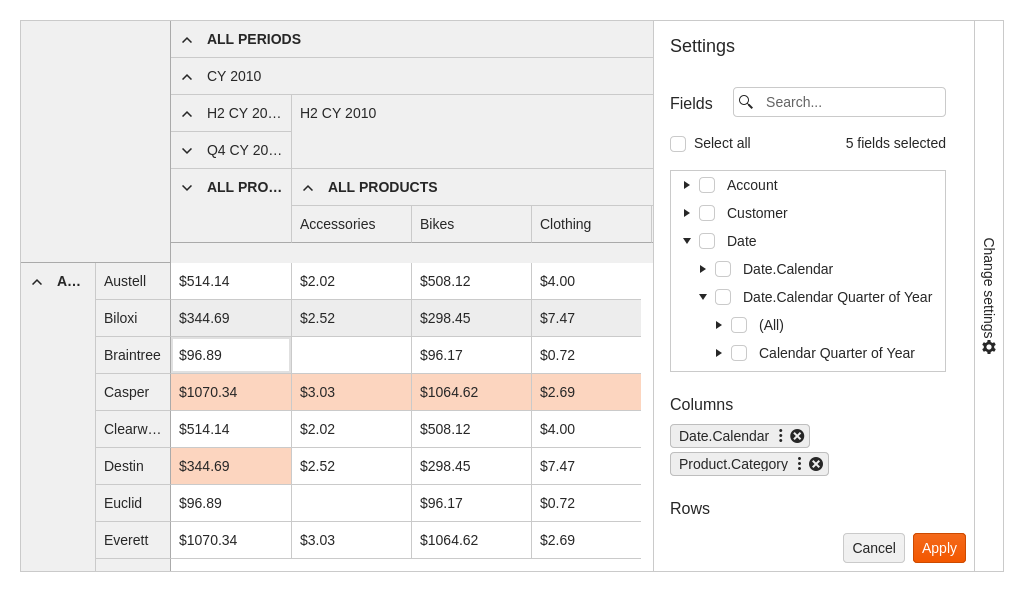 ALL PERIODS
CY 2010
H2 CY 20… H2 CY 2010
Q4 CY 20…
ALL PRO… ALL PRODUCTS
Accessories Bikes Clothing
A… Austell $514.14 $2.02 $508.12 $4.00
Biloxi $344.69 $2.52 $298.45 $7.47
Braintree $96.89 $96.17 $0.72
Casper $1070.34 $3.03 $1064.62 $2.69
Clearw… $514.14 $2.02 $508.12 $4.00
Destin $344.69 $2.52 $298.45 $7.47
Euclid $96.89 $96.17 $0.72
Everett $1070.34 $3.03 $1064.62 $2.69
Settings
Fields Search...
Select all 5 fields selected
Account
Customer
Date
Date.Calendar
Date.Calendar Quarter of Year
(All)
Calendar Quarter of Year
Columns
Date.Calendar
Product.Category
Rows
Cancel Apply
Change settings